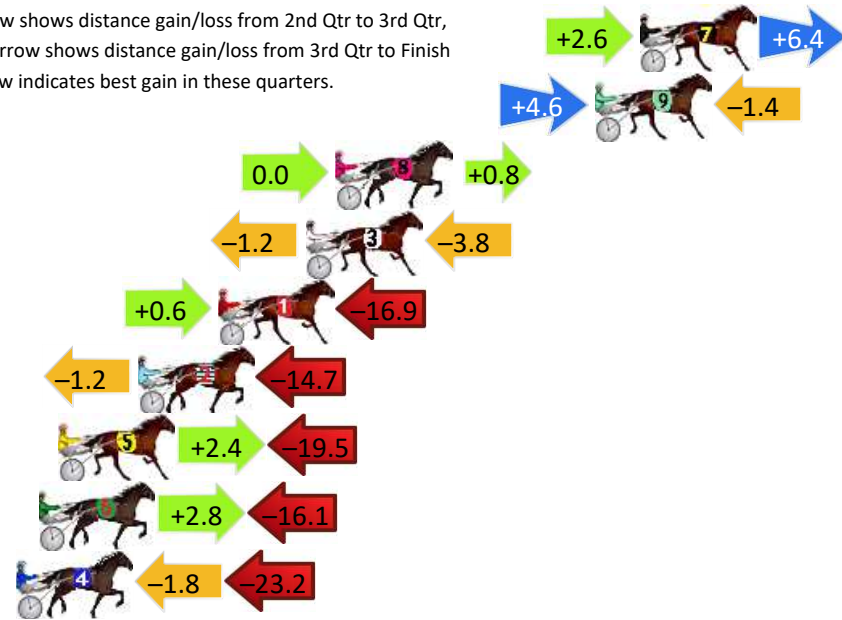 w shows distance gain/loss from 2nd Qtr to 3rd Qtr,
rrow shows distance gain/loss from 3rd Qtr to Finish
w indicates best gain in these quarters.
+2.6 7 +6.4
+4.6 9 −1.4
0.0 8 +0.8
−1.2 3 −3.8
+0.6 1 −16.9
−1.2 2 −14.7
5 +2.4 −19.5
6 +2.8 −16.1
4 −1.8 −23.2